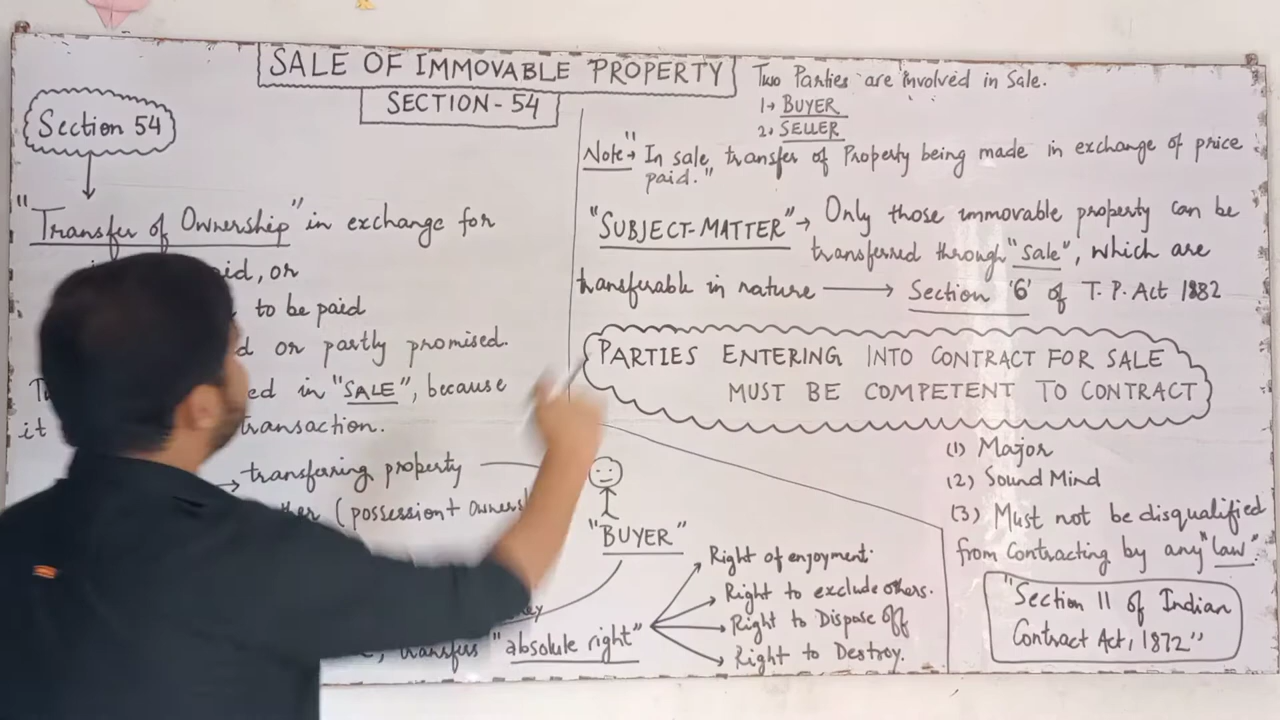 SALE OF IMMOVABLE PROPERTY
SECTION-54
Section 54
"Transfer of Ownership" in exchange for
paid, or
to be paid
or partly promised.
in "SALE", because
it transaction.
transferring property
(possession+
"BUYER"
transfers "absolute right"
Right of enjoyment.
Right to exclude others.
Right to Dispose off
Right to Destroy.
Two Parties are involved in Sale.
1→ BUYER
2. SELLER
Note→ "In sale, transfer of Property being made in exchange of price
paid."
"SUBJECT-MATTER"→ Only those immovable property can be
transferred through "Sale", which are
transferable in nature → Section '6' of T.P. Act 1882
PARTIES ENTERING INTO CONTRACT FOR SALE
MUST BE COMPETENT TO CONTRACT
(1) Major
(2) Sound Mind
(3) Must not be disqualified
from Contracting by any "law".
"Section 11 of Indian
Contract Act, 1872"